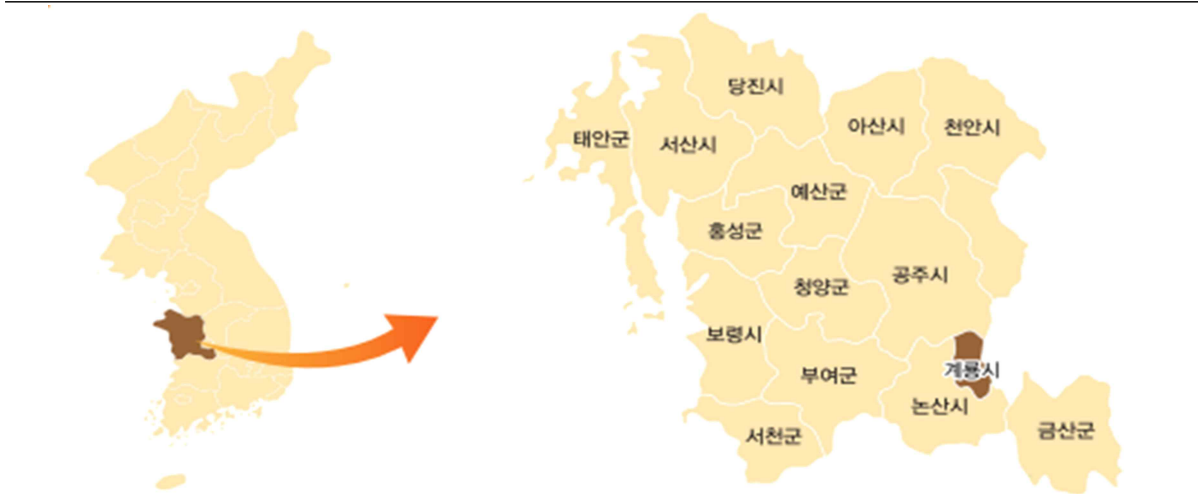 당진시
아산시
천안시
태안군
서산시
예산군
홍성군
공주시
청양군
보령시
계룡시
부여군
논산시
금산군
서천군